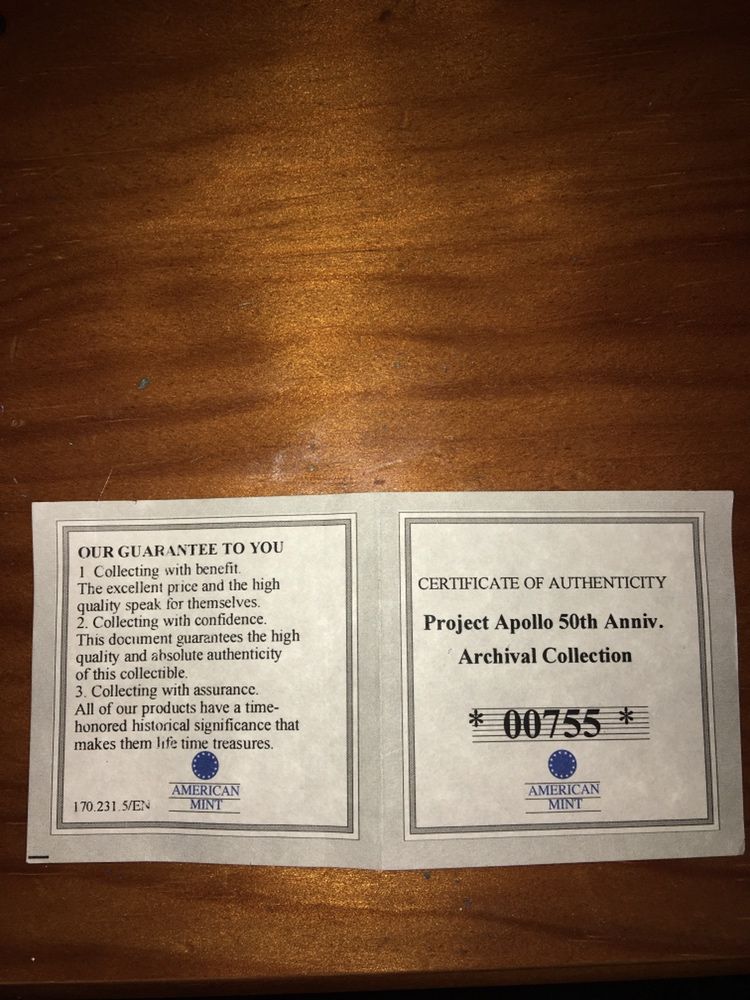 OUR GUARANTEE TO YOU
1 Collecting with benefit.
The excellent price and the high
quality speak for themselves.
2. Collecting with confidence.
This document guarantees the high
quality and absolute authenticity
of this collectible.
3. Collecting with assurance.
All of our products have a time-
honored historical significance that
makes them life time treasures.
170.231.5/EN
AMERICAN
MINT
CERTIFICATE OF AUTHENTICITY
Project Apollo 50th Anniv.
Archival Collection
* 00755 *
AMERICAN
MINT